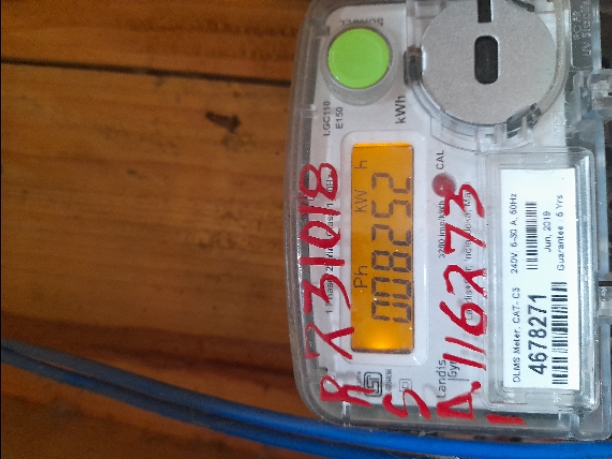 LGC110
E150
kWh
Ph kW h
008252
CAL
3200 imp/kWh
R 231018
S
A.116273
Landis
Gyr
DLMS Meter, CAT- C3 240V, 5-30 A, 50Hz
4678271
Jun, 2019
Guarantee : 5 Yrs